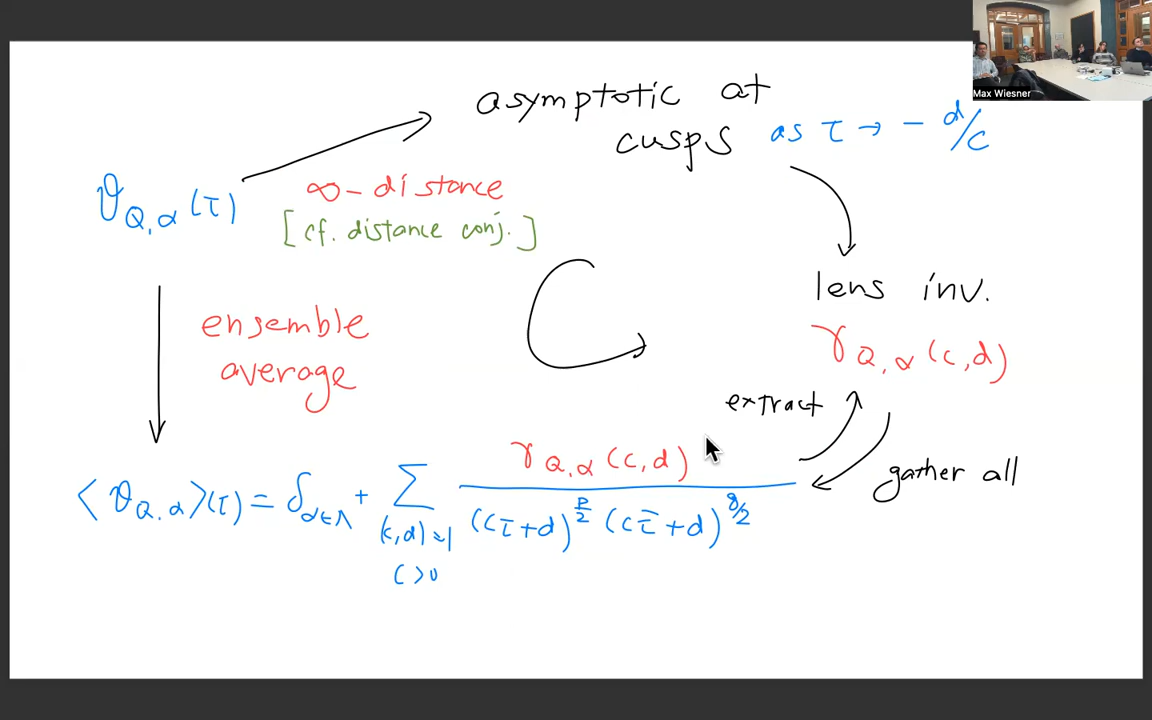 asymptotic at
cusps as τ → - d/c
Max Wiesner
ϑ_{Q,α}(τ)
∞-distance
[cf. distance conj.]
lens inv.
γ_{Q,α}(c,d)
ensemble
average
extract
gather all
⟨ϑ_{Q,α}⟩(τ) = δ_{α∈Λ} + Σ_{(c,d)=1, c>0} γ_{Q,α}(c,d) / (cτ+d)^{p/2} (cτ̄+d)^{q/2}